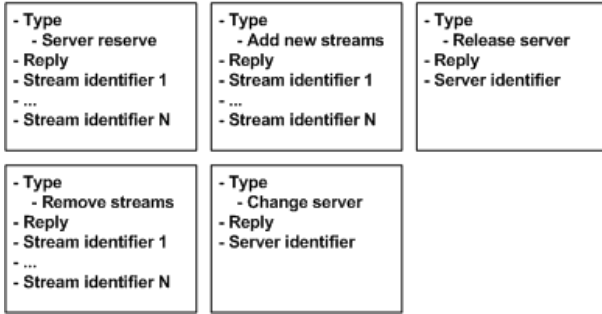 - Type
- Server reserve
- Reply
- Stream identifier 1
- ...
- Stream identifier N
- Type
- Add new streams
- Reply
- Stream identifier 1
- ...
- Stream identifier N
- Type
- Release server
- Reply
- Server identifier
- Type
- Remove streams
- Reply
- Stream identifier 1
- ...
- Stream identifier N
- Type
- Change server
- Reply
- Server identifier